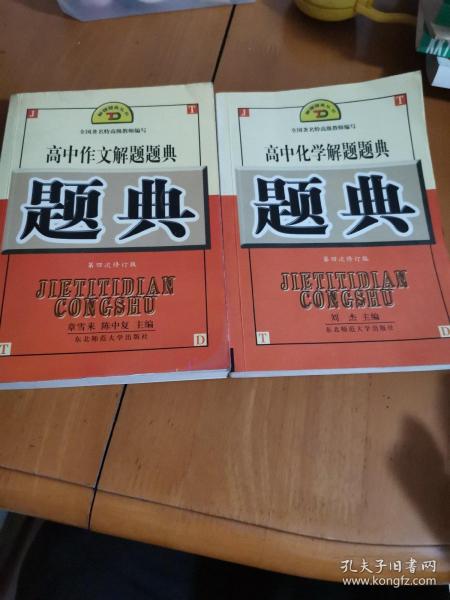 J
T
全国著名特高级教师编写
高中作文解题题典
题典
第四次修订版
JIETITIDIAN
CONGSHU
章雪来 陈中复 主编
东北师范大学出版社
T
D
J
T
全国著名特高级教师编写
高中化学解题题典
题典
第四次修订版
JIETITIDIAN
CONGSHU
刘 杰 主编
东北师范大学出版社
T
D
孔夫子旧书网
www.kongfz.com